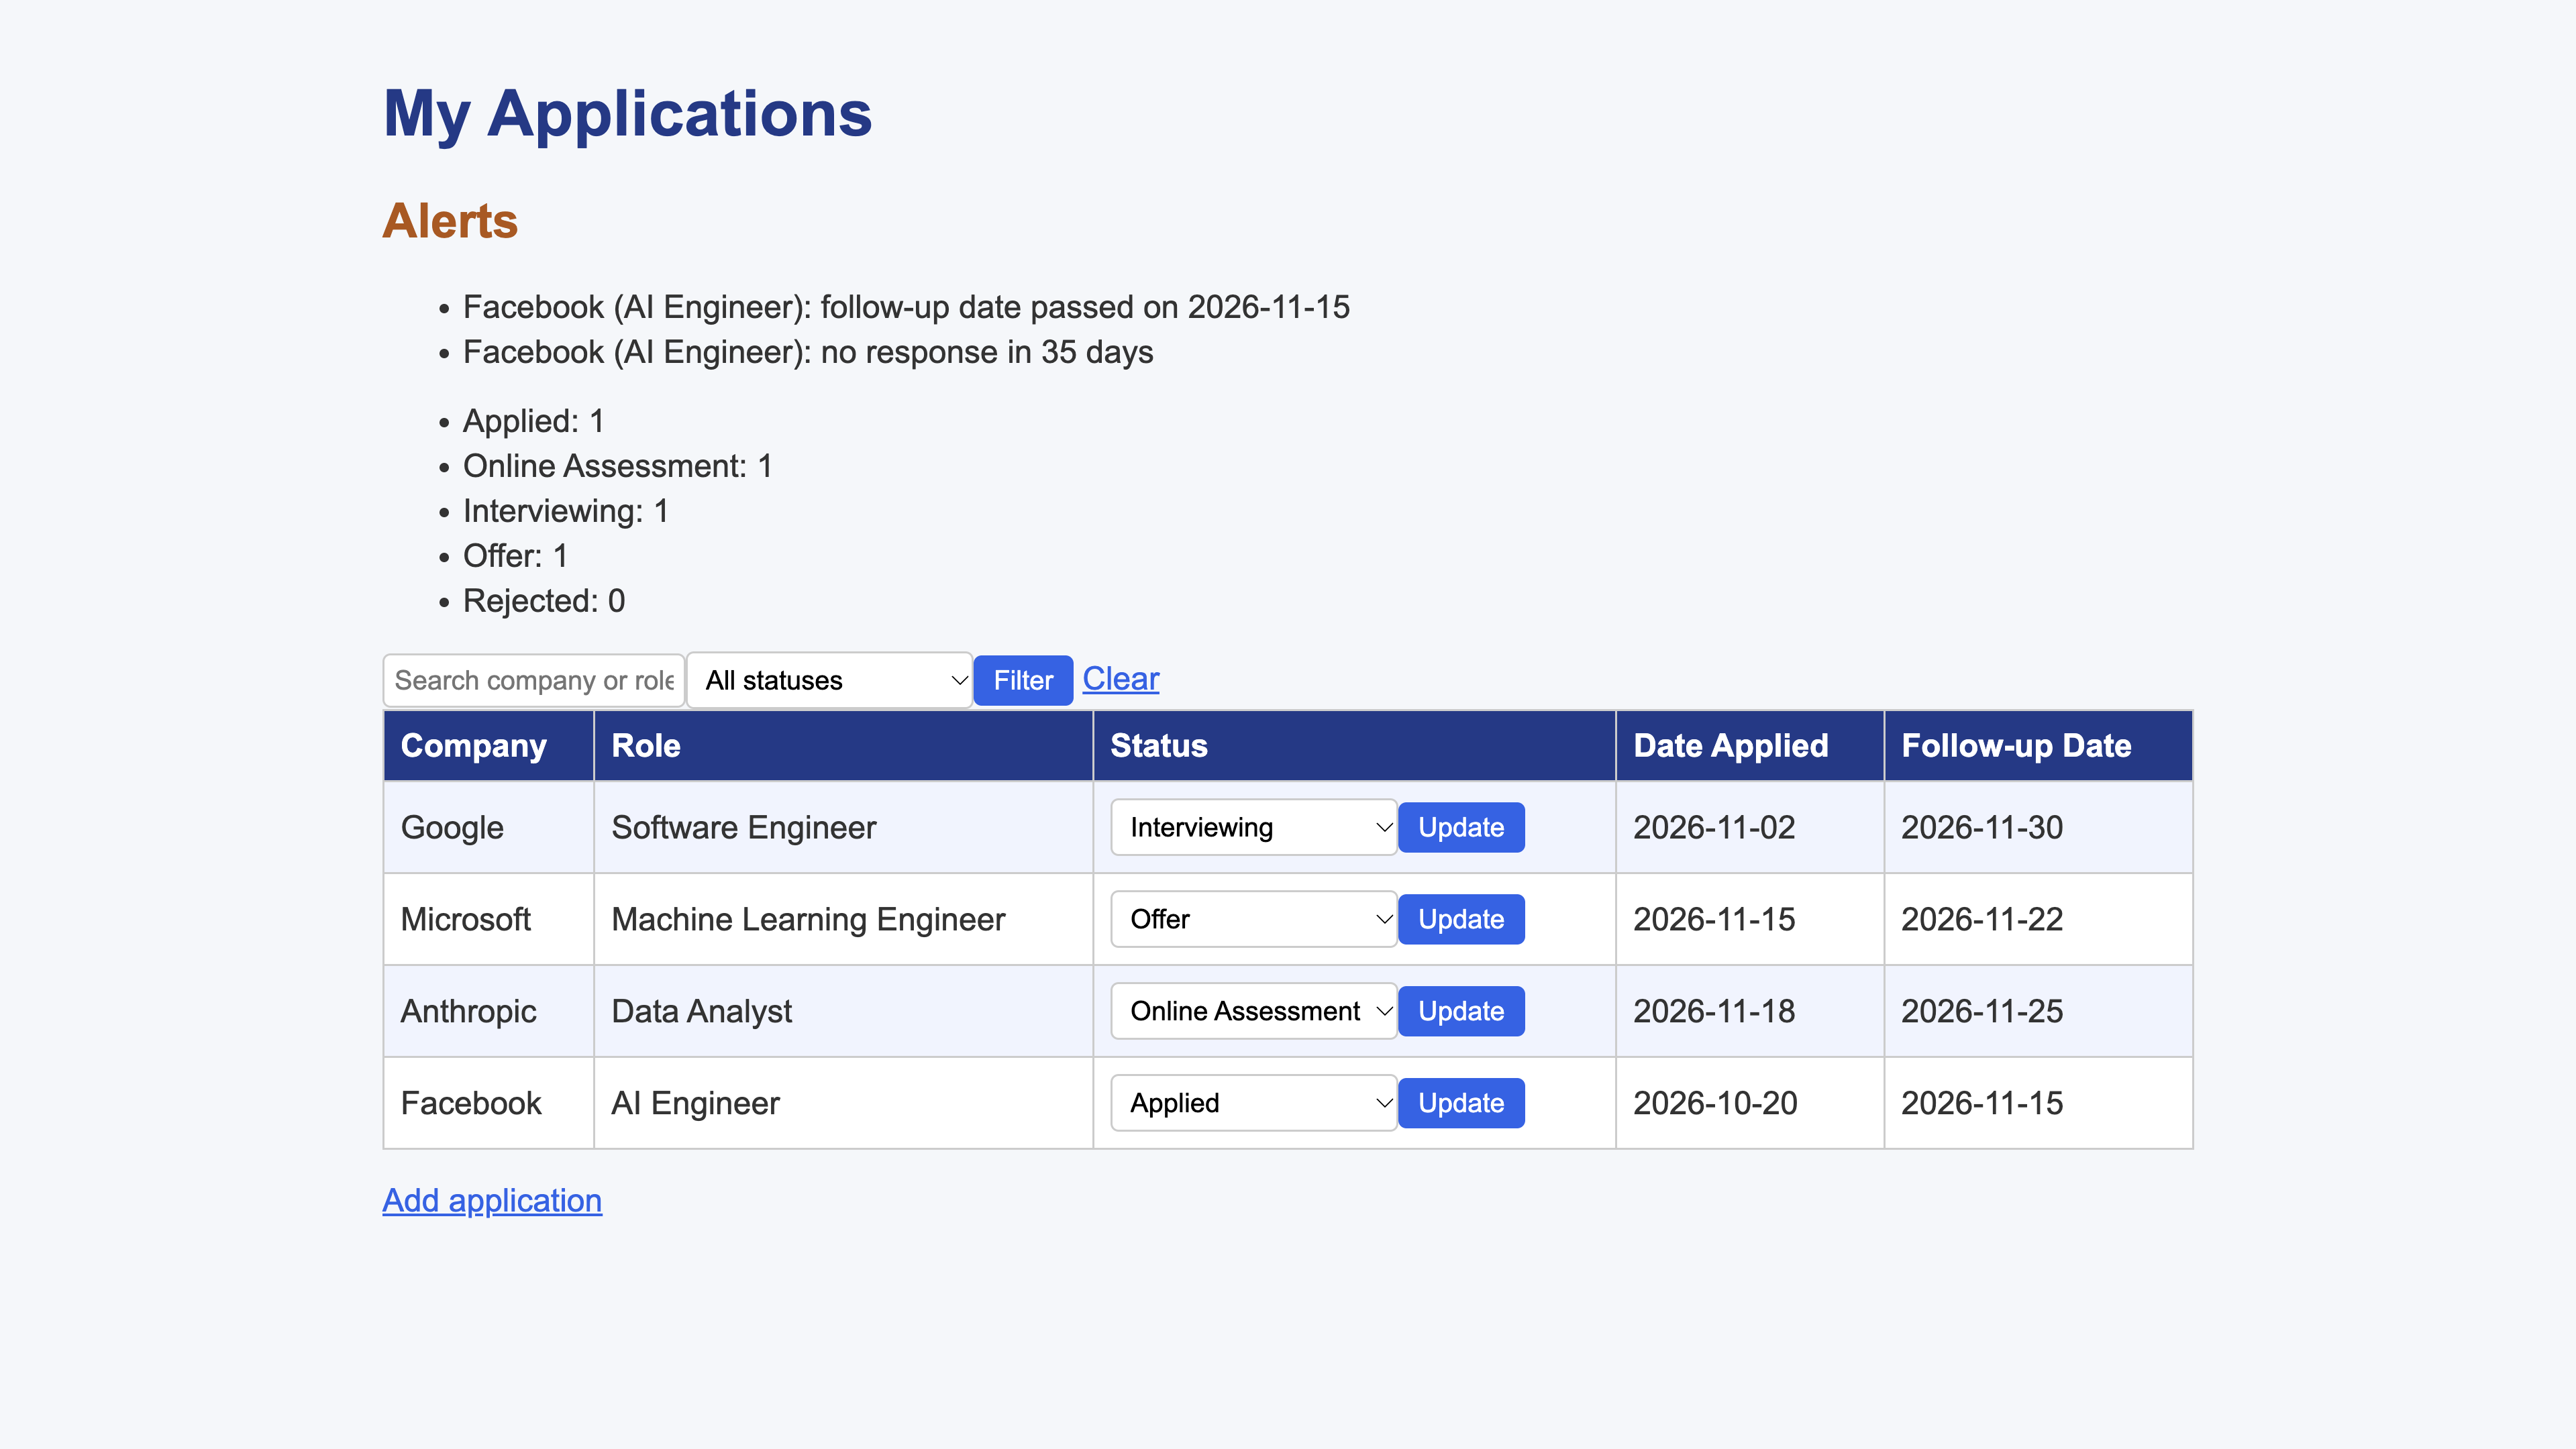 My Applications
Alerts
Facebook (AI Engineer): follow-up date passed on 2026-11-15
Facebook (AI Engineer): no response in 35 days
Applied: 1
Online Assessment: 1
Interviewing: 1
Offer: 1
Rejected: 0
Search company or role All statuses Filter Clear
Company Role Status Date Applied Follow-up Date
Google Software Engineer Interviewing Update 2026-11-02 2026-11-30
Microsoft Machine Learning Engineer Offer Update 2026-11-15 2026-11-22
Anthropic Data Analyst Online Assessment Update 2026-11-18 2026-11-25
Facebook AI Engineer Applied Update 2026-10-20 2026-11-15
Add application